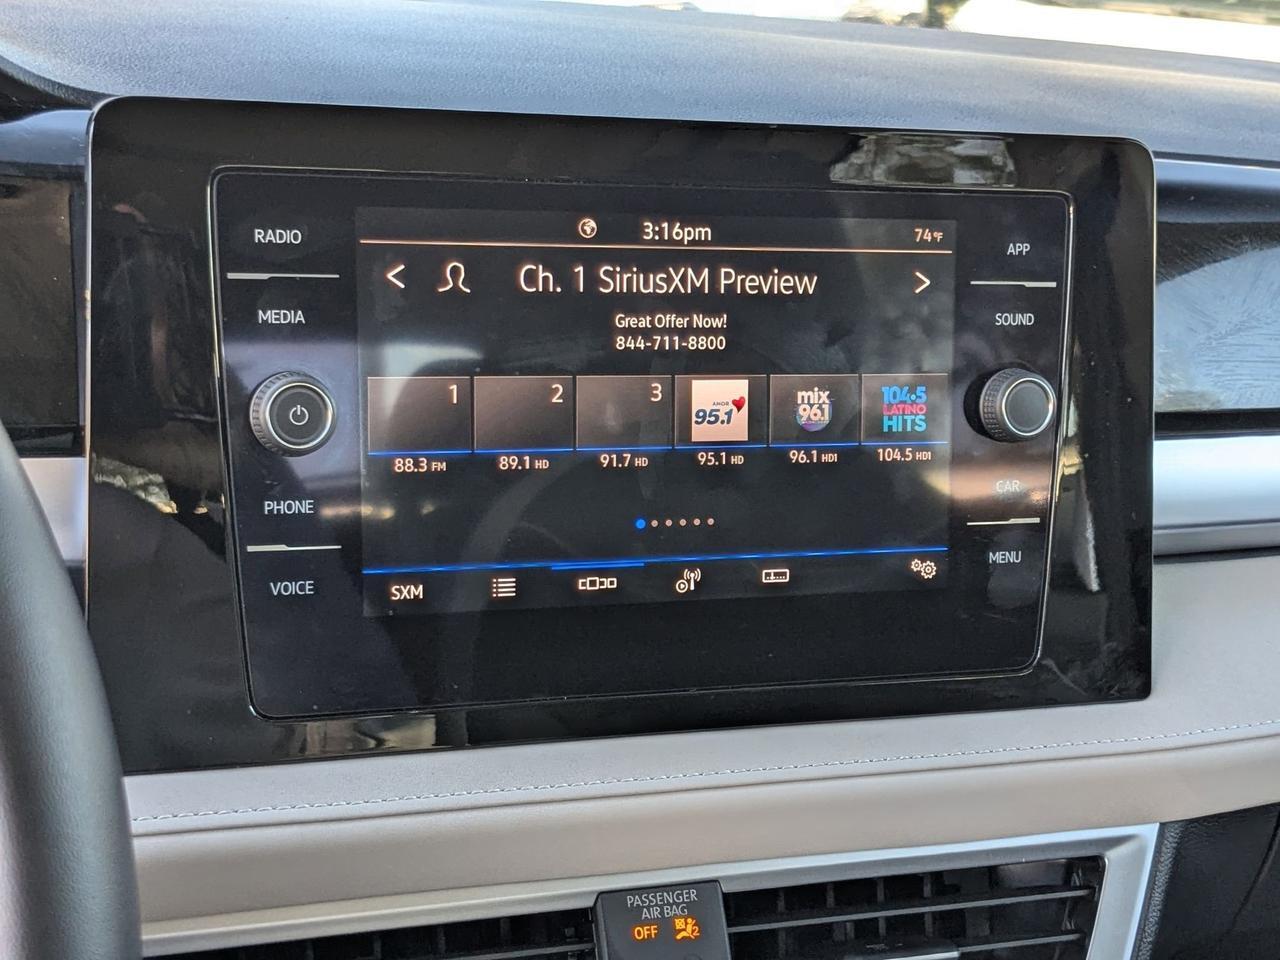 RADIO
MEDIA
PHONE
VOICE
3:16pm
74°F
< Ch. 1 SiriusXM Preview >
Great Offer Now!
844-711-8800
1
2
3
AMOR
95.1
mix
96.1
104.5
LATINO
HITS
88.3 FM
89.1 HD
91.7 HD
95.1 HD
96.1 HD1
104.5 HD1
SXM
APP
SOUND
CAR
MENU
PASSENGER
AIR BAG
OFF
2